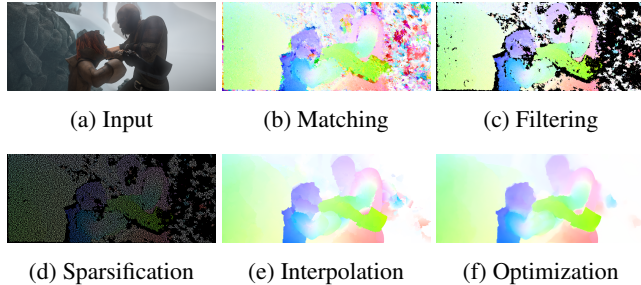 (a) Input
(b) Matching
(c) Filtering
(d) Sparsification
(e) Interpolation
(f) Optimization